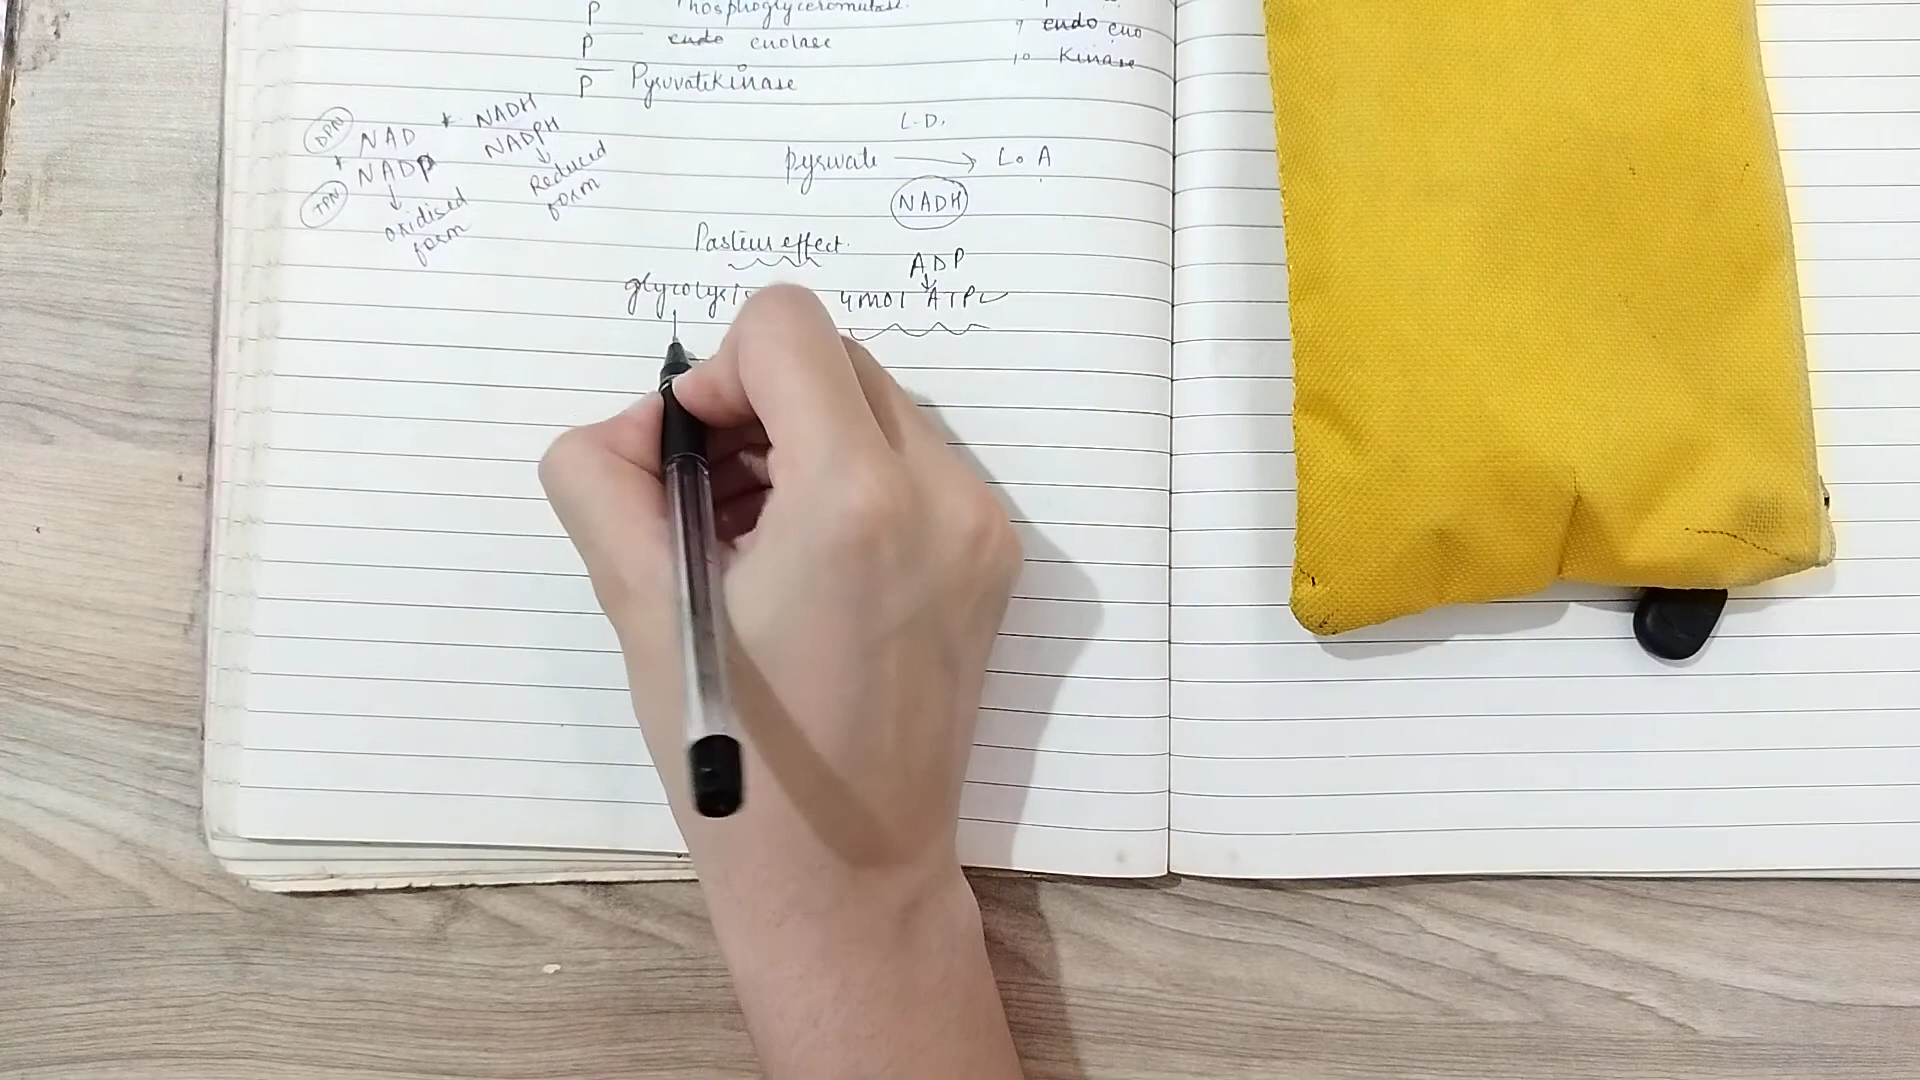 P Phosphoglyceromutase.
P endo enolase
9 endo eno
P Pyruvatekinase
10 Kinase
DPN NAD * NADH
* NADP NADPH
TPN
oxidised form
Reduced form
L.D.
pyruvate → L.A
NADH
Pasteur effect.
ADP
glycolysis 4mol ATP